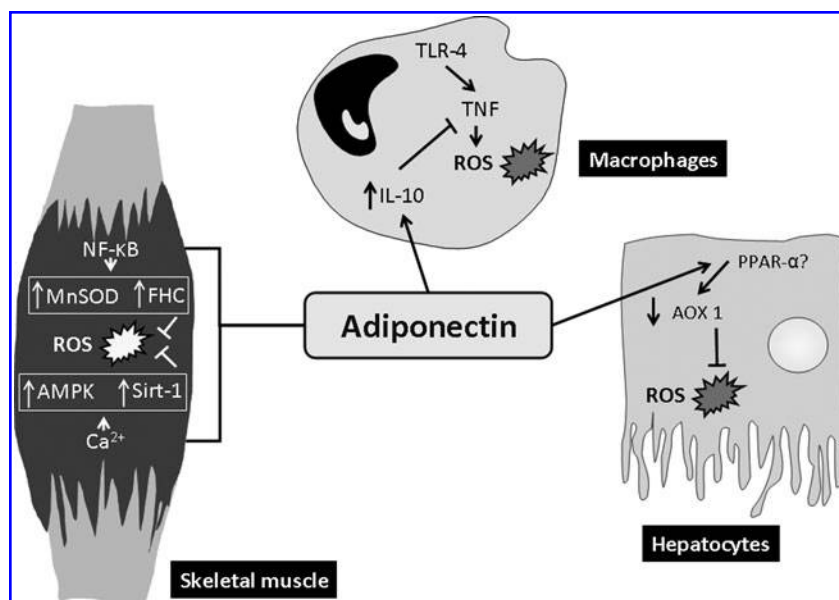 TLR-4
TNF
ROS
↑IL-10
Macrophages
NF-κB
↑MnSOD ↑FHC
ROS
↑AMPK ↑Sirt-1
Ca²⁺
Skeletal muscle
Adiponectin
PPAR-α?
↓ AOX 1
ROS
Hepatocytes